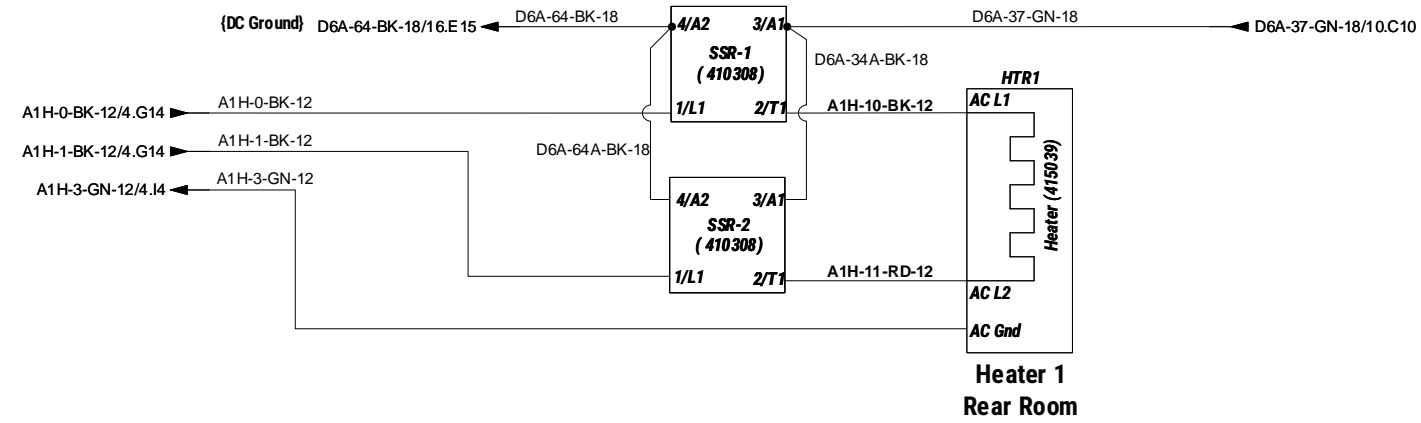 {DC Ground} D6A-64-BK-18/16.E15
D6A-64-BK-18
4/A2
3/A1
D6A-37-GN-18
D6A-37-GN-18/10.C10
SSR-1
( 410308)
D6A-34A-BK-18
HTR1
A1H-0-BK-12/4.G14
A1H-0-BK-12
1/L1
2/T1
A1H-10-BK-12
AC L1
A1H-1-BK-12/4.G14
A1H-1-BK-12
D6A-64A-BK-18
Heater (415039)
A1H-3-GN-12/4.I4
A1H-3-GN-12
4/A2
3/A1
SSR-2
( 410308)
1/L1
2/T1
A1H-11-RD-12
AC L2
AC Gnd
Heater 1
Rear Room